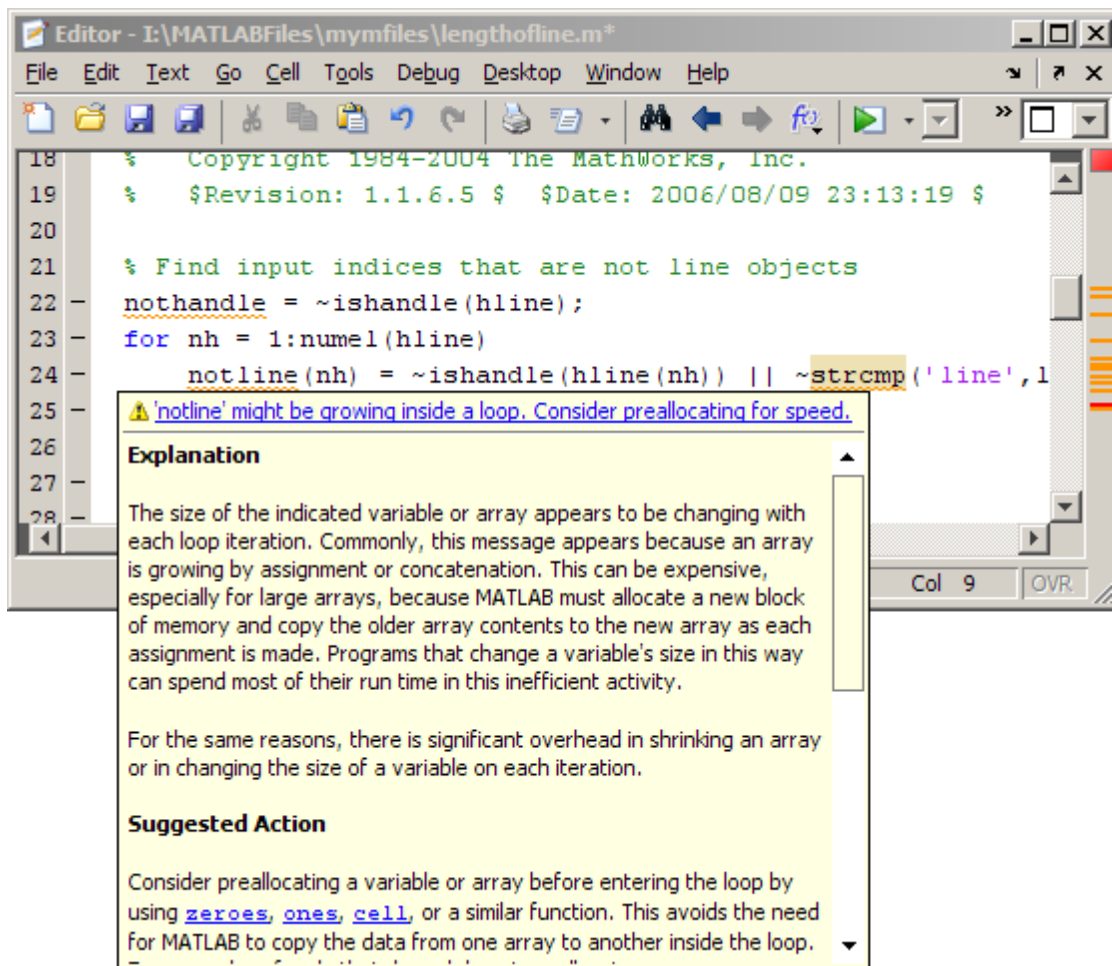 Editor - I:\MATLABFiles\mymfiles\lengthofline.m*
File Edit Text Go Cell Tools Debug Desktop Window Help
18 % Copyright 1984-2004 The MathWorks, Inc.
19 % $Revision: 1.1.6.5 $ $Date: 2006/08/09 23:13:19 $
20
21 % Find input indices that are not line objects
22 - nothandle = ~ishandle(hline);
23 - for nh = 1:numel(hline)
24 - notline(nh) = ~ishandle(hline(nh)) || ~strcmp('line',l
25 -
26
27 -
28 -
'notline' might be growing inside a loop. Consider preallocating for speed.
Explanation
The size of the indicated variable or array appears to be changing with
each loop iteration. Commonly, this message appears because an array
is growing by assignment or concatenation. This can be expensive,
especially for large arrays, because MATLAB must allocate a new block
of memory and copy the older array contents to the new array as each
assignment is made. Programs that change a variable's size in this way
can spend most of their run time in this inefficient activity.
For the same reasons, there is significant overhead in shrinking an array
or in changing the size of a variable on each iteration.
Suggested Action
Consider preallocating a variable or array before entering the loop by
using zeroes, ones, cell, or a similar function. This avoids the need
for MATLAB to copy the data from one array to another inside the loop.
Col 9 OVR